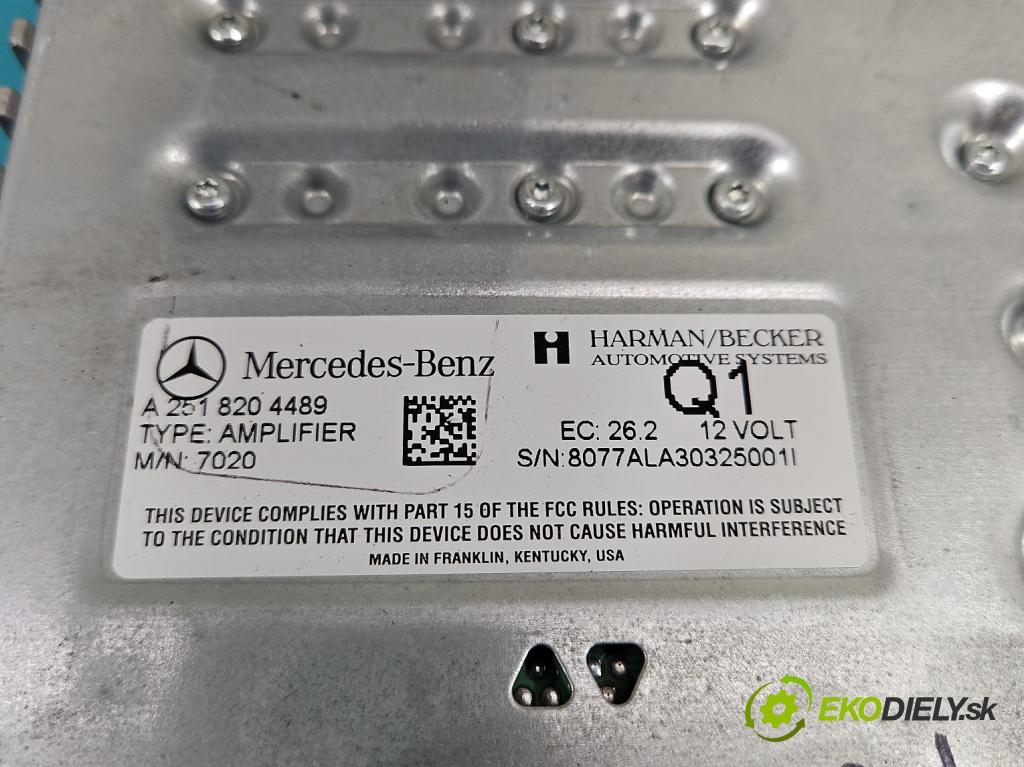 Mercedes-Benz
HARMAN/BECKER
AUTOMOTIVE SYSTEMS
Q1
A 251 820 4489
TYPE: AMPLIFIER
EC: 26.2 12 VOLT
M/N: 7020
S/N:8077ALA30325001I
THIS DEVICE COMPLIES WITH PART 15 OF THE FCC RULES: OPERATION IS SUBJECT
TO THE CONDITION THAT THIS DEVICE DOES NOT CAUSE HARMFUL INTERFERENCE
MADE IN FRANKLIN, KENTUCKY, USA
EKODIELY.sk